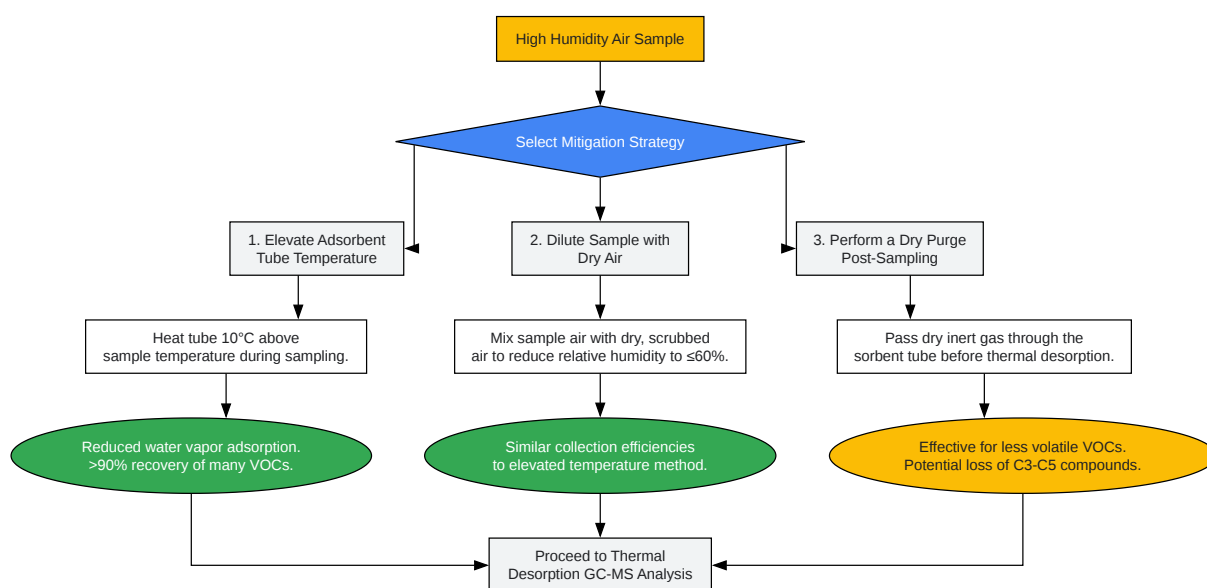 High Humidity Air Sample
Select Mitigation Strategy
1. Elevate Adsorbent
Tube Temperature
2. Dilute Sample with
Dry Air
3. Perform a Dry Purge
Post-Sampling
Heat tube 10°C above
sample temperature during sampling.
Mix sample air with dry, scrubbed
air to reduce relative humidity to ≤60%.
Pass dry inert gas through the
sorbent tube before thermal desorption.
Reduced water vapor adsorption.
>90% recovery of many VOCs.
Similar collection efficiencies
to elevated temperature method.
Effective for less volatile VOCs.
Potential loss of C3-C5 compounds.
Proceed to Thermal
Desorption GC-MS Analysis